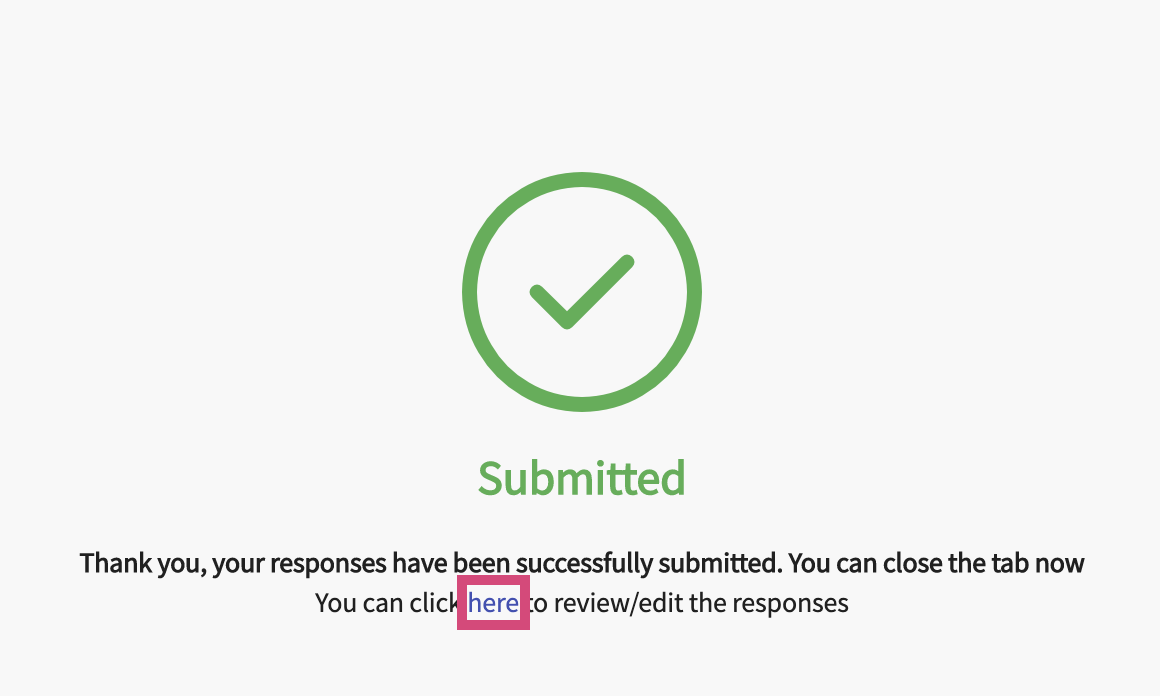 Submitted
Thank you, your responses have been successfully submitted. You can close the tab now
You can click here to review/edit the responses